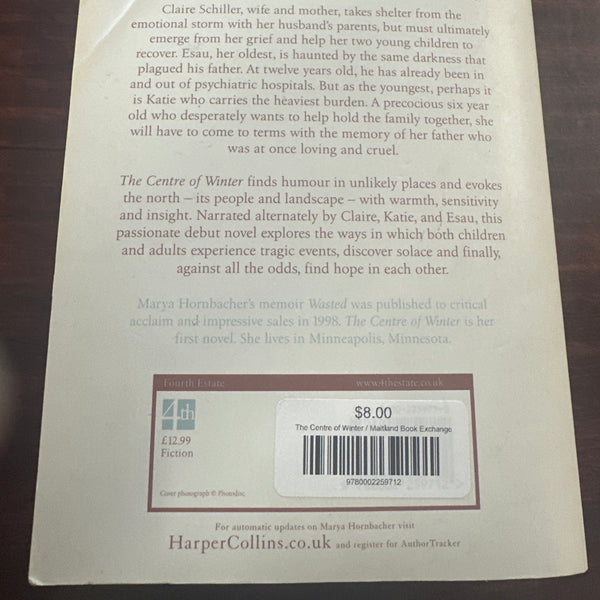 Claire Schiller, wife and mother, takes shelter from the
emotional storm with her husband's parents, but must ultimately
emerge from her grief and help her two young children to
recover. Esau, her oldest, is haunted by the same darkness that
plagued his father. At twelve years old, he has already been in
and out of psychiatric hospitals. But as the youngest, perhaps it
is Katie who carries the heaviest burden. A precocious six year
old who desperately wants to help hold the family together, she
will have to come to terms with the memory of her father who
was at once loving and cruel.
The Centre of Winter finds humour in unlikely places and evokes
the north – its people and landscape – with warmth, sensitivity
and insight. Narrated alternately by Claire, Katie, and Esau, this
passionate debut novel explores the ways in which both children
and adults experience tragic events, discover solace and finally,
against all the odds, find hope in each other.
Marya Hornbacher's memoir Wasted was published to critical
acclaim and impressive sales in 1998. The Centre of Winter is her
first novel. She lives in Minneapolis, Minnesota.
Fourth Estate www.4thestate.co.uk
4th
£12.99
Fiction
$8.00
The Centre of Winter / Maitland Book Exchange
9780002259712
Cover photograph © Photodisc
For automatic updates on Marya Hornbacher visit
HarperCollins.co.uk and register for AuthorTracker